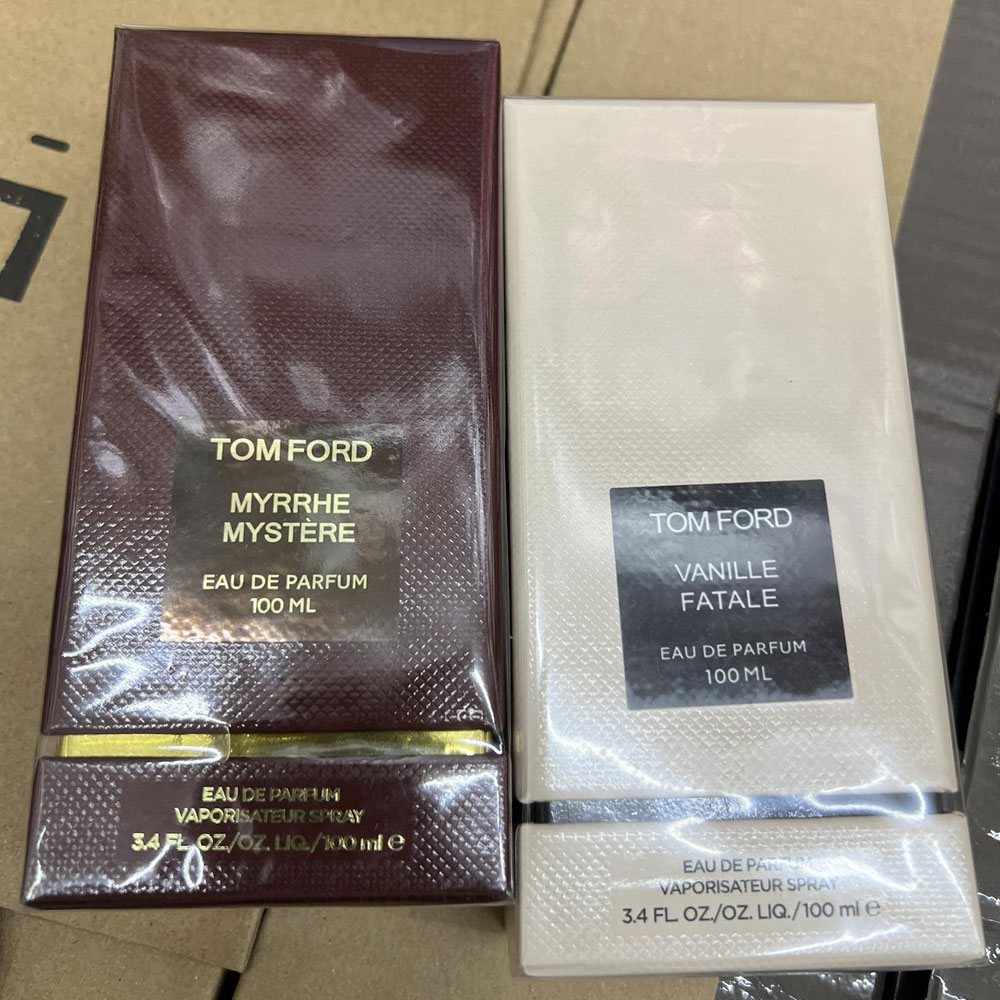 TOM FORD
MYRRHE
MYSTÈRE
EAU DE PARFUM
100 ML
EAU DE PARFUM
VAPORISATEUR SPRAY
3.4 FL. OZ./OZ. LIQ./100 ml e
TOM FORD
VANILLE
FATALE
EAU DE PARFUM
100 ML
EAU DE PARFUM
VAPORISATEUR SPRAY
3.4 FL. OZ./OZ. LIQ./100 ml e